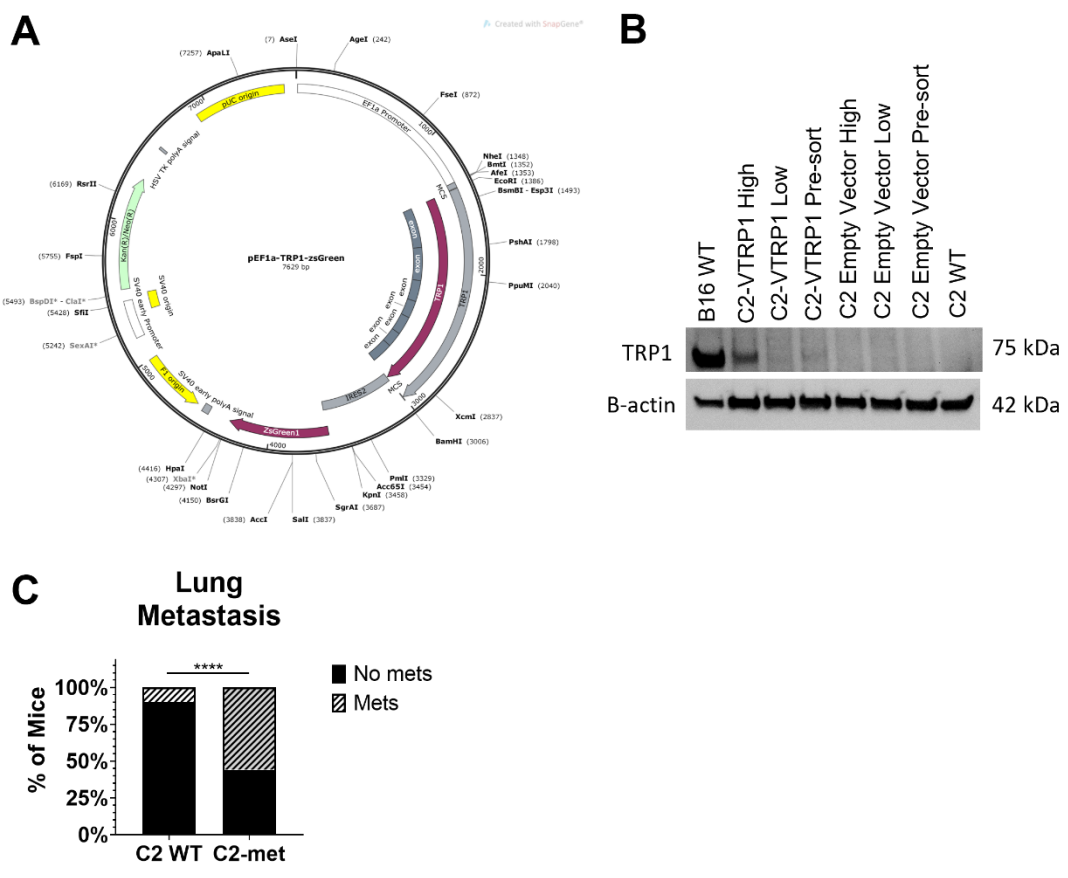 A
Created with SnapGene®
(7) AseI
AgeI (242)
(7257) ApaLI
FseI (872)
7000
pUC origin
EF1a Promoter
1000
HSV TK polyA signal
NheI (1348)
BmtI (1352)
AfeI (1353)
EcoRI (1386)
BsmBI - Esp3I (1493)
(6169) RsrII
MCS
6000
Kan(R)/Neo(R)
exon
exon
exon
exon
exon
exon
exon
pEF1a-TRP1-zsGreen
7629 bp
TRP1
TRP1
PshAI (1798)
2000
PpuMI (2040)
(5755) FspI
(5493) BspDI* - ClaI*
(5428) SfiI
(5242) SexAI*
SV40 origin
SV40 early Promoter
5000
F1 origin
SV40 early polyA signal
IRES2
MCS
3000
XcmI (2837)
BamHI (3006)
ZsGreen1
4000
(4416) HpaI
(4307) XbaI*
(4297) NotI
(4150) BsrGI
(3838) AccI
SalI (3837)
SgrAI (3687)
KpnI (3458)
Acc65I (3454)
PmlI (3329)
B
B16 WT
C2-VTRP1 High
C2-VTRP1 Low
C2-VTRP1 Pre-sort
C2 Empty Vector High
C2 Empty Vector Low
C2 Empty Vector Pre-sort
C2 WT
TRP1
75 kDa
B-actin
42 kDa
C
Lung
Metastasis
****
No mets
Mets
% of Mice
100%
75%
50%
25%
0%
C2 WT C2-met